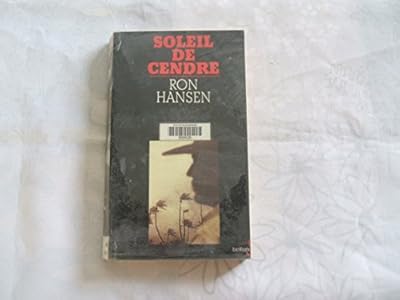 SOLEIL
DE
CENDRE
RON
HANSEN